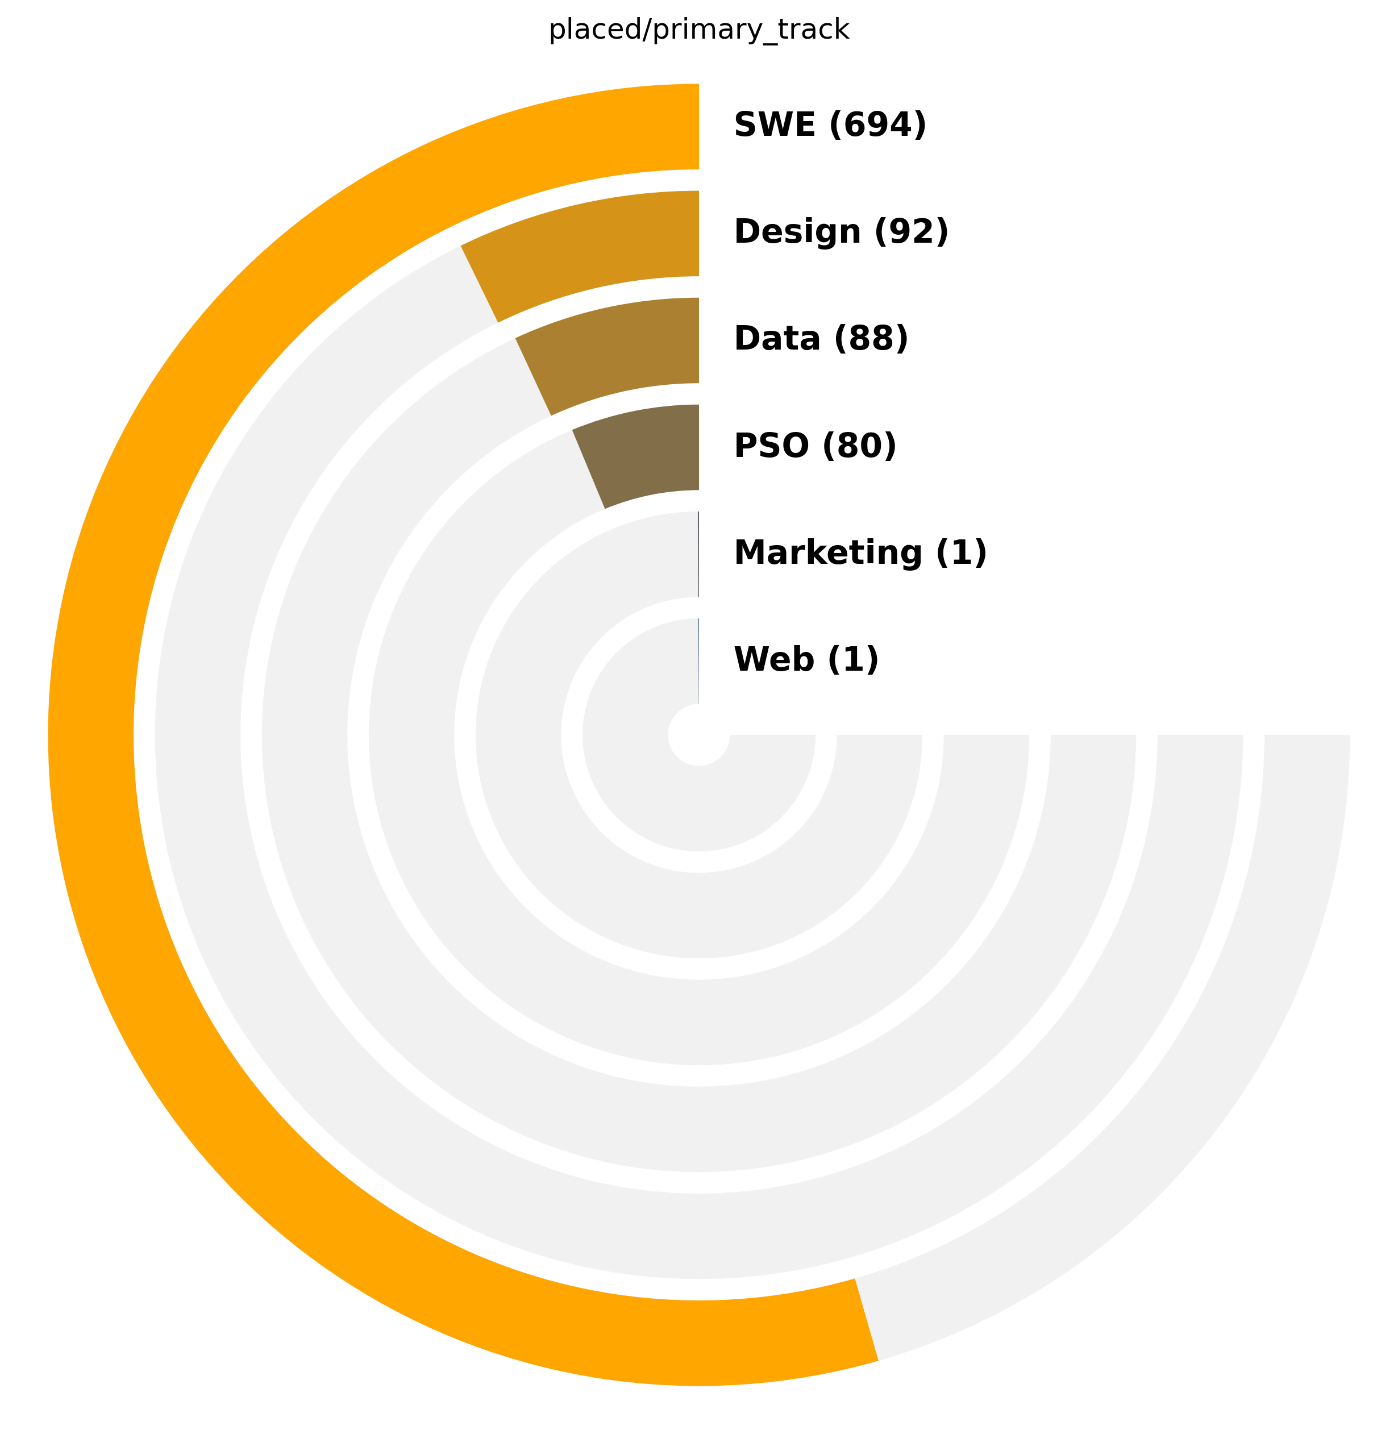 placed/primary_track
SWE (694)
Design (92)
Data (88)
PSO (80)
Marketing (1)
Web (1)